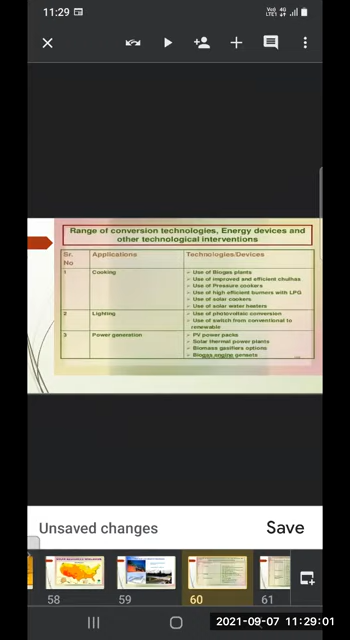 11:29
Vo) 4G
LTE1
Range of conversion technologies, Energy devices and
other technological interventions
Sr. No Applications Technologies/Devices
1 Cooking Use of Biogas plants
Use of improved and efficient chulhas
Use of Pressure cookers
Use of high efficient burners with LPG
Use of solar cookers
Use of solar water heaters
2 Lighting Use of photovoltaic conversion
Use of switch from conventional to
renewable
3 Power generation PV power packs
Solar thermal power plants
Biomass gasifiers options
Biogas engine gensets
Unsaved changes Save
58 59 60 61
2021-09-07 11:29:01